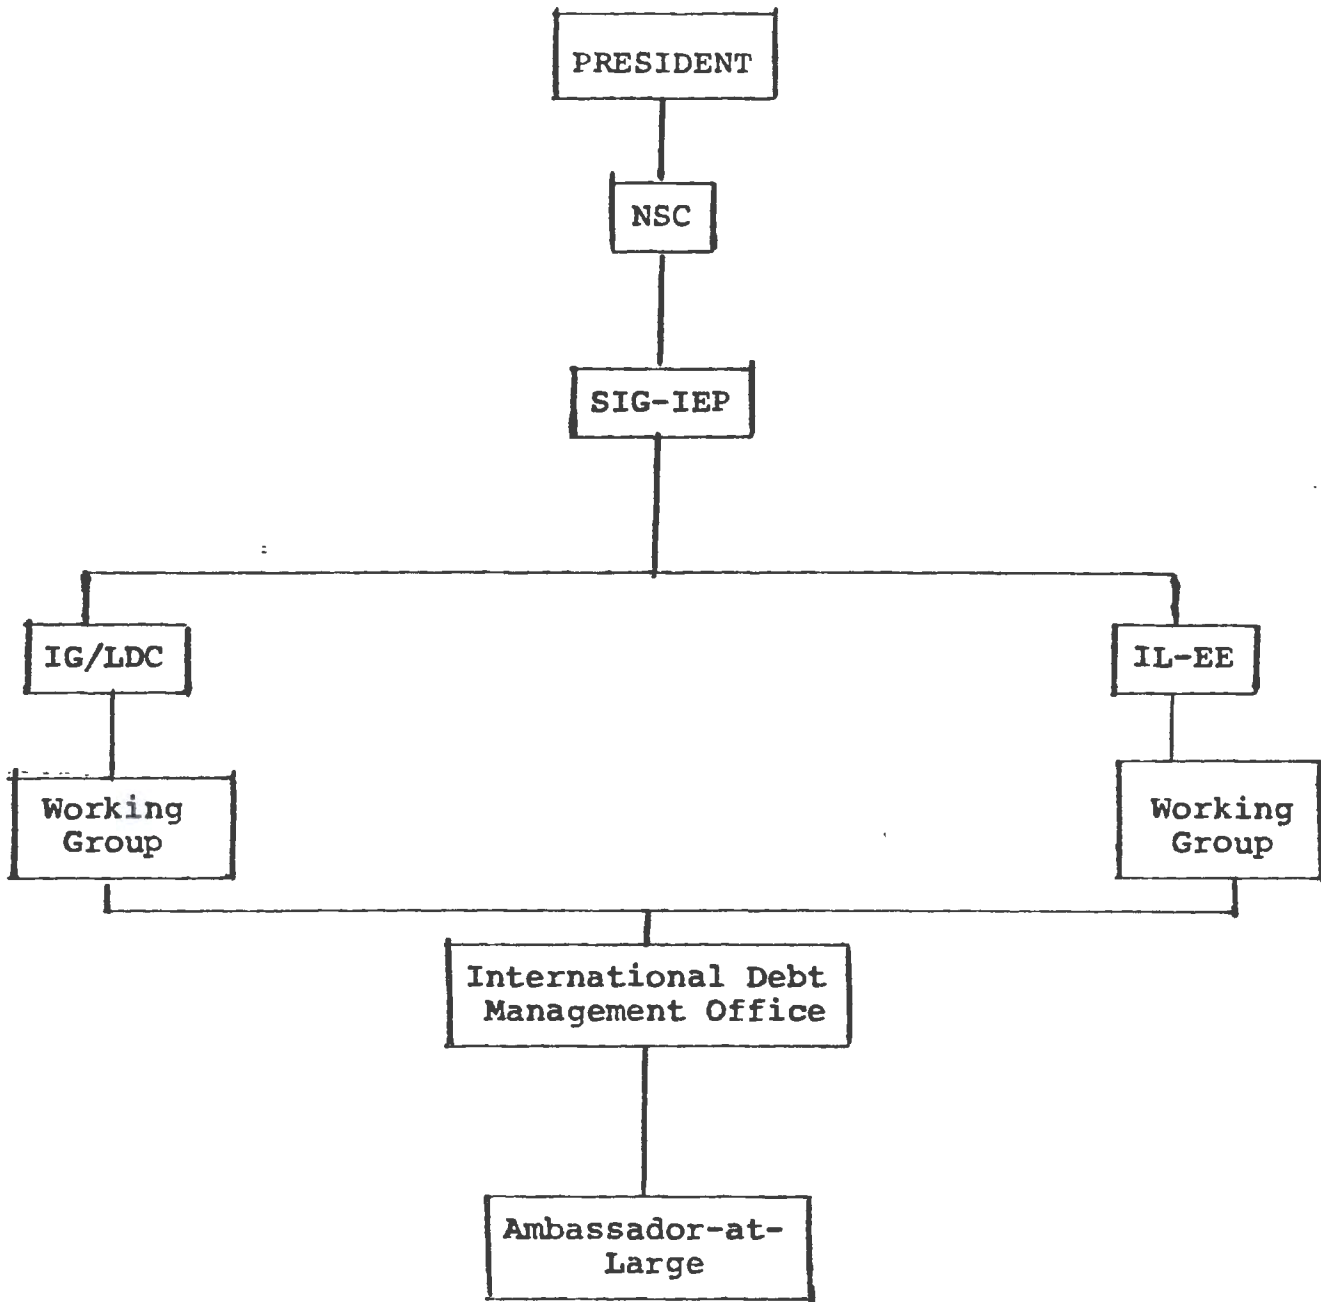 PRESIDENT
NSC
SIG-IEP
IG/LDC
IL-EE
Working
Group
Working
Group
International Debt
Management Office
Ambassador-at-
Large